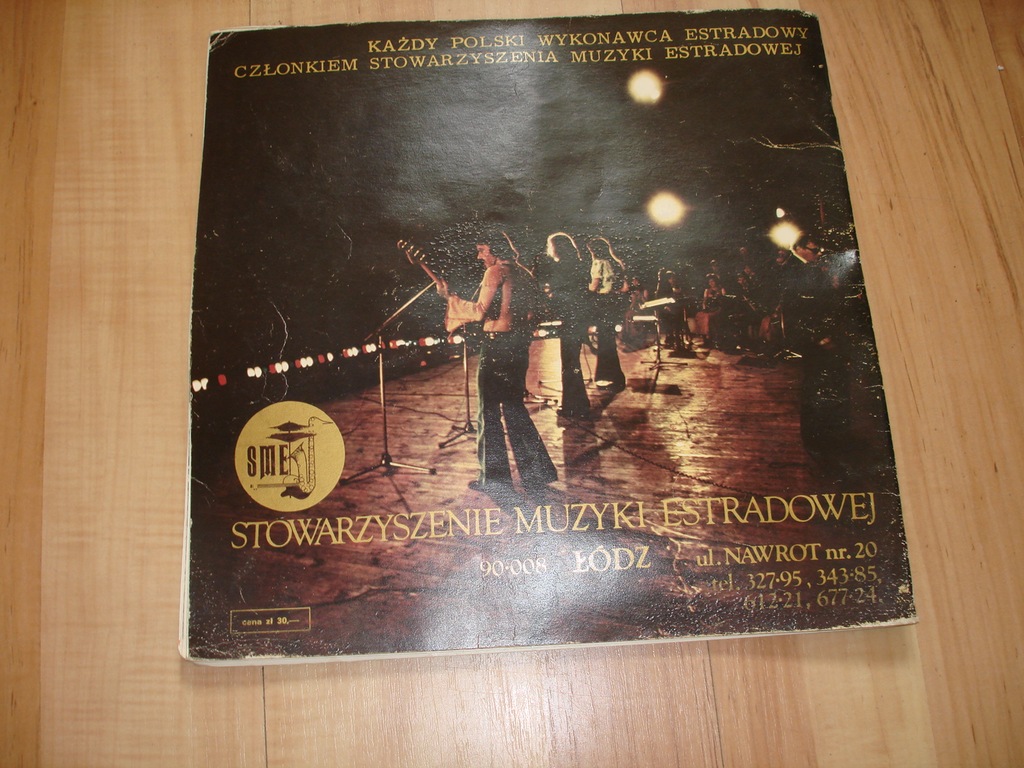 KAŻDY POLSKI WYKONAWCA ESTRADOWY
CZŁONKIEM STOWARZYSZENIA MUZYKI ESTRADOWEJ
SME
STOWARZYSZENIE MUZYKI ESTRADOWEJ
90-008 ŁÓDZ ul. NAWROT nr. 20
tel. 327-95, 343-85,
612-21, 677-24.
cena zł 30,—